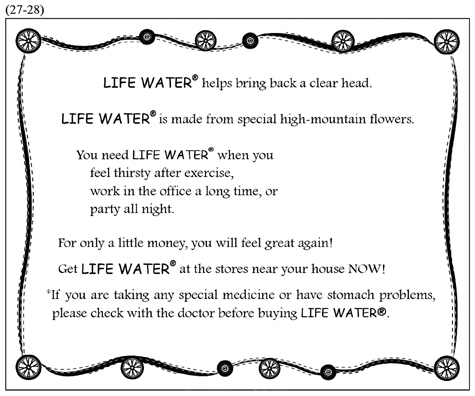 (27-28)
LIFE WATER® helps bring back a clear head.
LIFE WATER® is made from special high-mountain flowers.
You need LIFE WATER® when you
feel thirsty after exercise,
work in the office a long time, or
party all night.
For only a little money, you will feel great again!
Get LIFE WATER® at the stores near your house NOW!
*If you are taking any special medicine or have stomach problems,
please check with the doctor before buying LIFE WATER®.